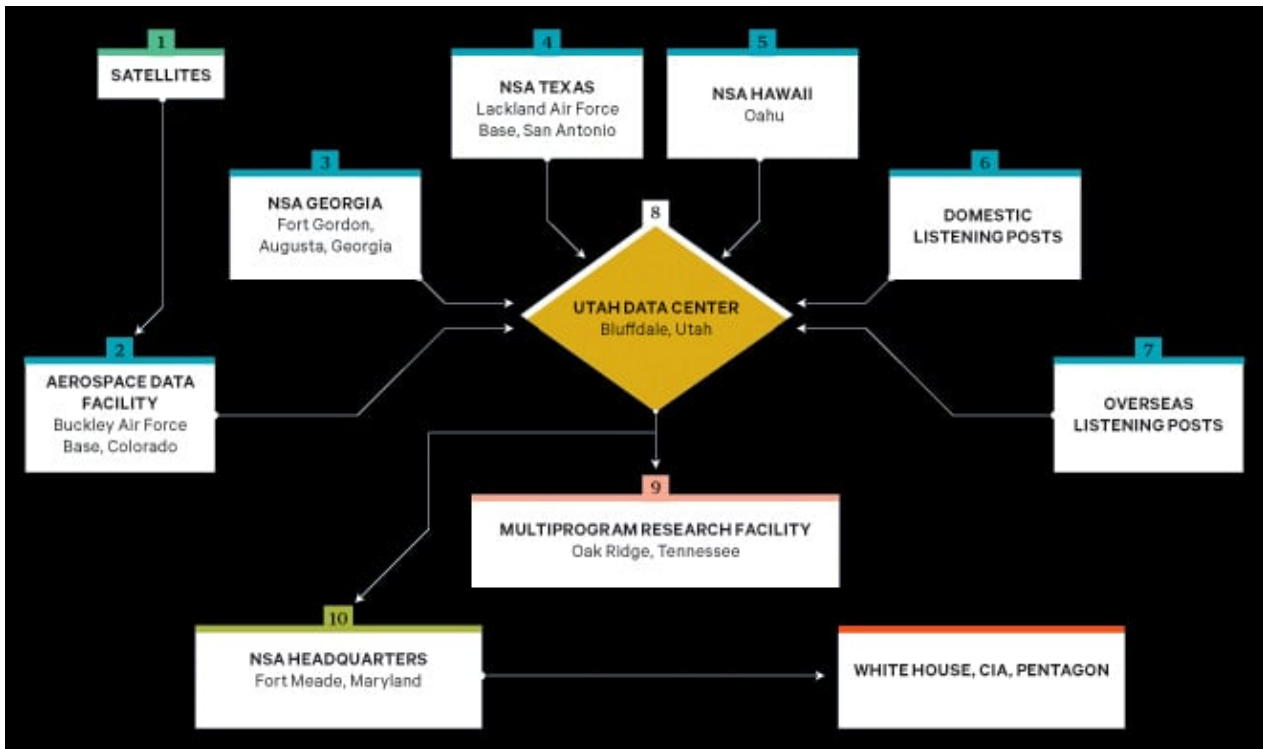 1
SATELLITES
4
NSA TEXAS
Lackland Air Force
Base, San Antonio
5
NSA HAWAII
Oahu
3
NSA GEORGIA
Fort Gordon,
Augusta, Georgia
6
DOMESTIC
LISTENING POSTS
8
UTAH DATA CENTER
Bluffdale, Utah
2
AEROSPACE DATA
FACILITY
Buckley Air Force
Base, Colorado
7
OVERSEAS
LISTENING POSTS
9
MULTIPROGRAM RESEARCH FACILITY
Oak Ridge, Tennessee
10
NSA HEADQUARTERS
Fort Meade, Maryland
WHITE HOUSE, CIA, PENTAGON